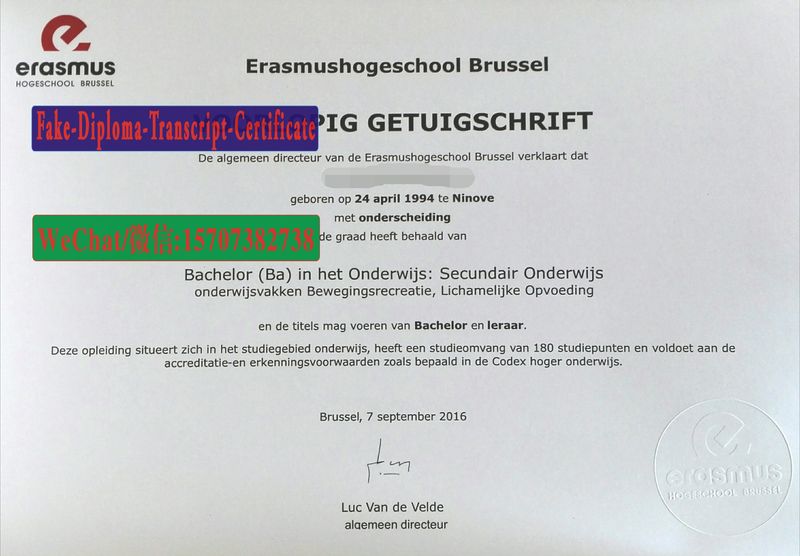 erasmus
HOGESCHOOL BRUSSEL
Erasmushogeschool Brussel
Fake-Diploma-Transcript-Certificate
PIG GETUIGSCHRIFT
De algemeen directeur van de Erasmushogeschool Brussel verklaart dat
geboren op 24 april 1994 te Ninove
met onderscheiding
WeChat/微信:15707382738
de graad heeft behaald van
Bachelor (Ba) in het Onderwijs: Secundair Onderwijs
onderwijsvakken Bewegingsrecreatie, Lichamelijke Opvoeding
en de titels mag voeren van Bachelor en leraar.
Deze opleiding situeert zich in het studiegebied onderwijs, heeft een studieomvang van 180 studiepunten en voldoet aan de
accreditatie-en erkenningsvoorwaarden zoals bepaald in de Codex hoger onderwijs.
Brussel, 7 september 2016
Luc Van de Velde
algemeen directeur
erasmus
HOGESCHOOL BRUSSEL